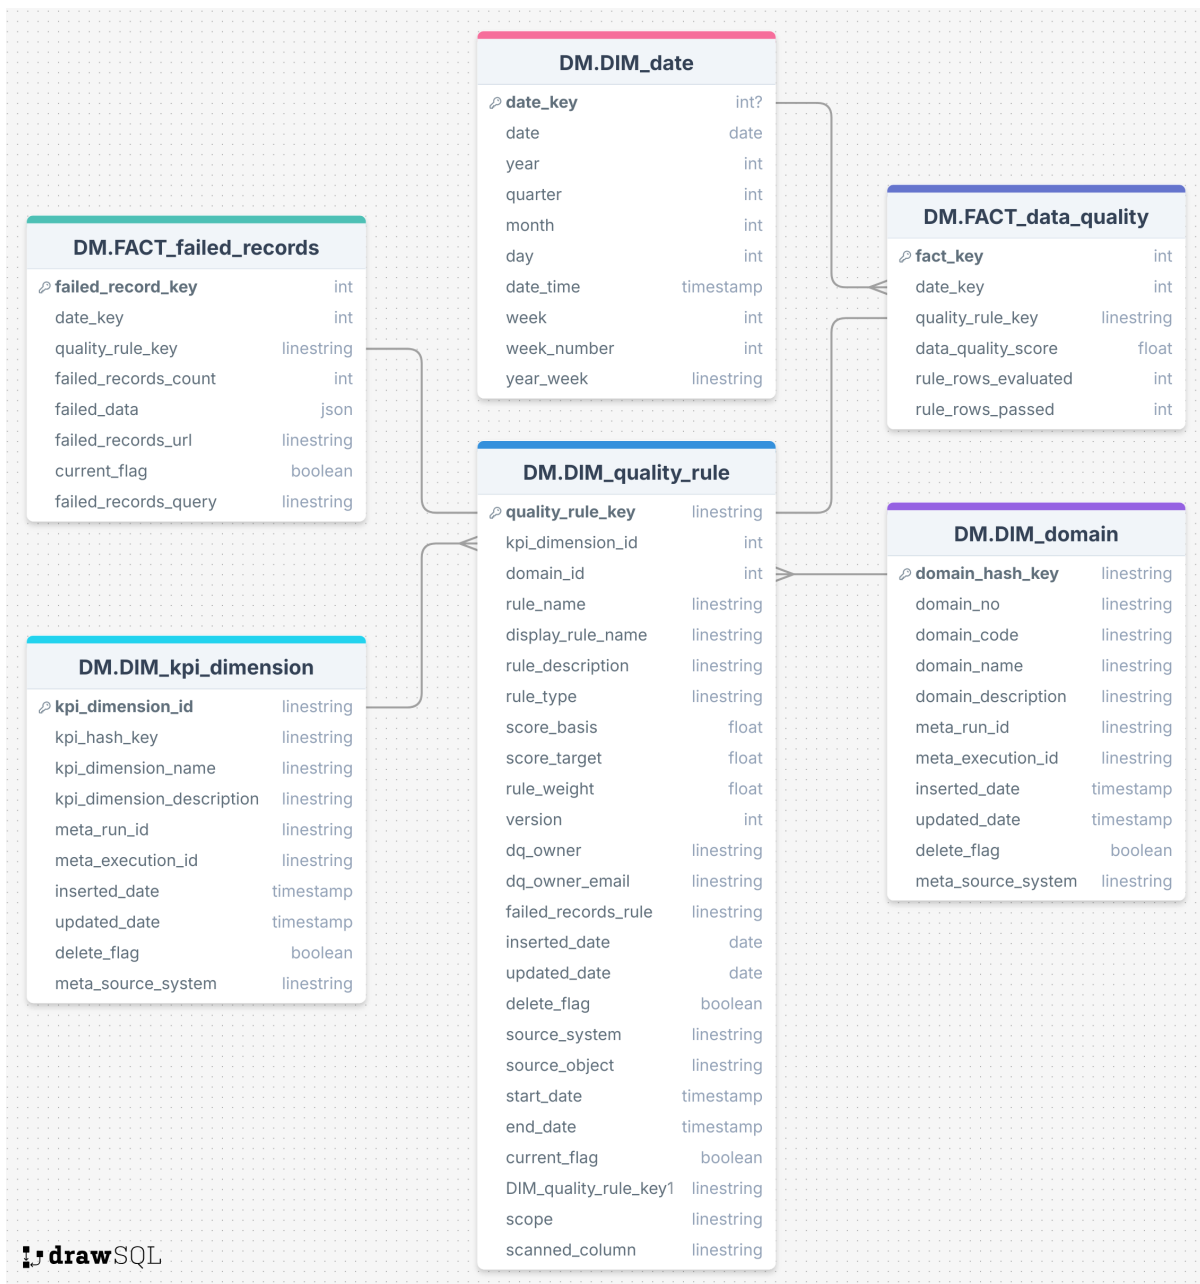 DM.DIM_date
date_key int?
date date
year int
quarter int
month int
day int
date_time timestamp
week int
week_number int
year_week linestring
DM.FACT_data_quality
fact_key int
date_key int
quality_rule_key linestring
data_quality_score float
rule_rows_evaluated int
rule_rows_passed int
DM.FACT_failed_records
failed_record_key int
date_key int
quality_rule_key linestring
failed_records_count int
failed_data json
failed_records_url linestring
current_flag boolean
failed_records_query linestring
DM.DIM_quality_rule
quality_rule_key linestring
kpi_dimension_id int
domain_id int
rule_name linestring
display_rule_name linestring
rule_description linestring
rule_type linestring
score_basis float
score_target float
rule_weight float
version int
dq_owner linestring
dq_owner_email linestring
failed_records_rule linestring
inserted_date date
updated_date date
delete_flag boolean
source_system linestring
source_object linestring
start_date timestamp
end_date timestamp
current_flag boolean
DIM_quality_rule_key1 linestring
scope linestring
scanned_column linestring
DM.DIM_domain
domain_hash_key linestring
domain_no linestring
domain_code linestring
domain_name linestring
domain_description linestring
meta_run_id linestring
meta_execution_id linestring
inserted_date timestamp
updated_date timestamp
delete_flag boolean
meta_source_system linestring
DM.DIM_kpi_dimension
kpi_dimension_id linestring
kpi_hash_key linestring
kpi_dimension_name linestring
kpi_dimension_description linestring
meta_run_id linestring
meta_execution_id linestring
inserted_date timestamp
updated_date timestamp
delete_flag boolean
meta_source_system linestring
drawSQL